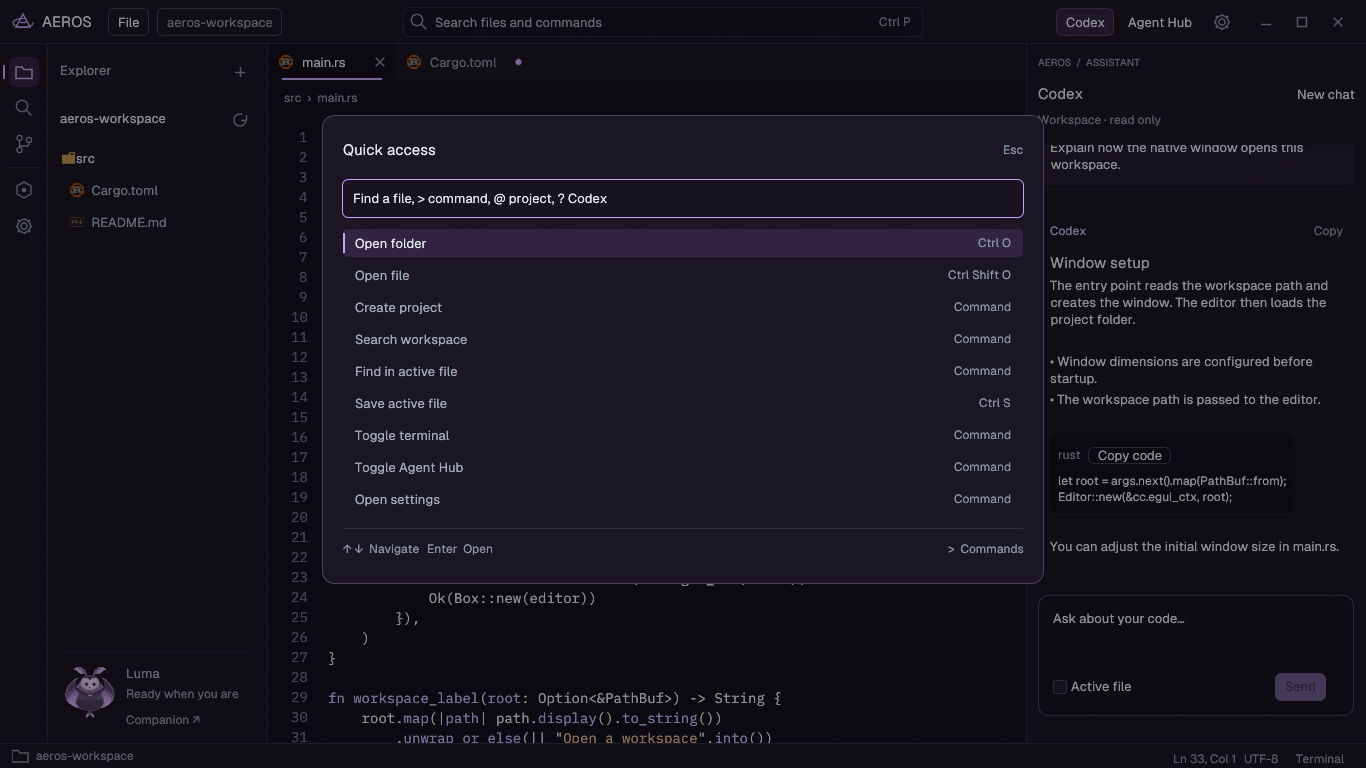 AEROS File aeros-workspace Search files and commands Ctrl P Codex Agent Hub
Explorer
aeros-workspace
src
Cargo.toml
README.md
Luma
Ready when you are
Companion ↗
main.rs Cargo.toml
src › main.rs
1
2
3
4
5
6
7
8
9
10
11
12
13
14
15
16
17
18
19
20
21
22
23
24 Ok(Box::new(editor))
25 }),
26 )
27 }
28
29 fn workspace_label(root: Option<&PathBuf>) -> String {
30 root.map(|path| path.display().to_string())
31 .unwrap_or_else(|| "Open a workspace".into())
Quick access Esc
Find a file, > command, @ project, ? Codex
Open folder Ctrl O
Open file Ctrl Shift O
Create project Command
Search workspace Command
Find in active file Command
Save active file Ctrl S
Toggle terminal Command
Toggle Agent Hub Command
Open settings Command
↑↓ Navigate Enter Open > Commands
AEROS / ASSISTANT
Codex New chat
Workspace · read only
Explain how the native window opens this
workspace.
Codex Copy
Window setup
The entry point reads the workspace path and
creates the window. The editor then loads the
project folder.
• Window dimensions are configured before
startup.
• The workspace path is passed to the editor.
rust Copy code
let root = args.next().map(PathBuf::from);
Editor::new(&cc.egui_ctx, root);
You can adjust the initial window size in main.rs.
Ask about your code…
Active file Send
aeros-workspace Ln 33, Col 1 UTF-8 Terminal